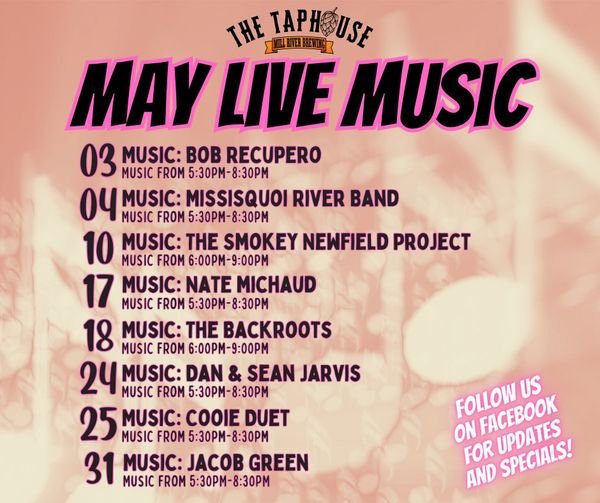 THE TAPHOUSE
MILL RIVER BREWING
MAY LIVE MUSIC
03 MUSIC: BOB RECUPERO
MUSIC FROM 5:30PM-8:30PM
04 MUSIC: MISSISQUOI RIVER BAND
MUSIC FROM 5:30PM-8:30PM
10 MUSIC: THE SMOKEY NEWFIELD PROJECT
MUSIC FROM 6:00PM-9:00PM
17 MUSIC: NATE MICHAUD
MUSIC FROM 5:30PM-8:30PM
18 MUSIC: THE BACKROOTS
MUSIC FROM 6:00PM-9:00PM
24 MUSIC: DAN & SEAN JARVIS
MUSIC FROM 5:30PM-8:30PM
25 MUSIC: COOIE DUET
MUSIC FROM 5:30PM-8:30PM
31 MUSIC: JACOB GREEN
MUSIC FROM 5:30PM-8:30PM
FOLLOW US
ON FACEBOOK
FOR UPDATES
AND SPECIALS!